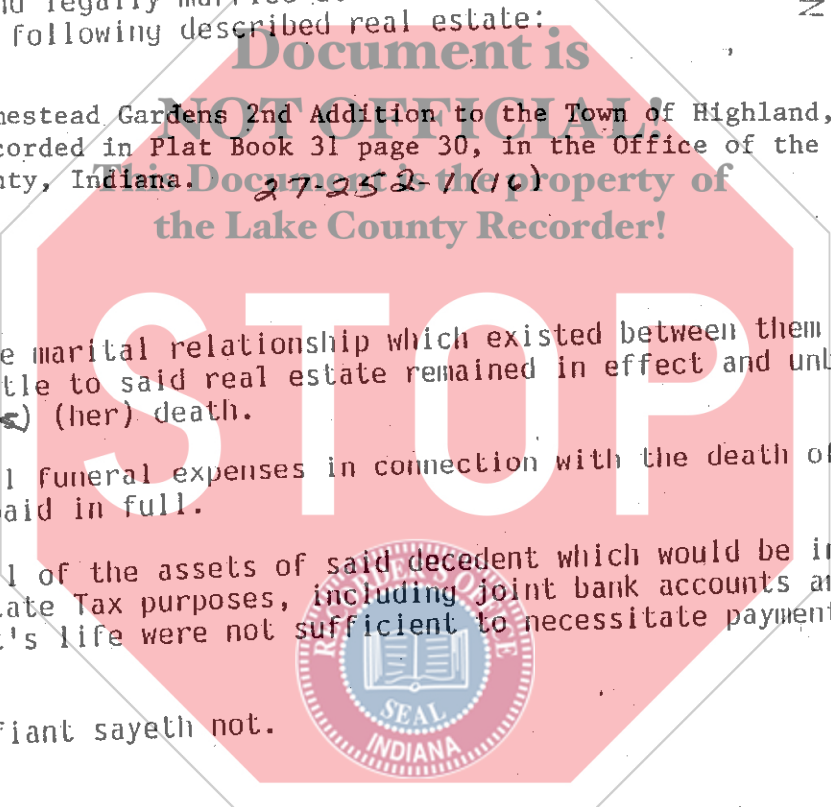 nd legally married
following described real estate:
Document is
mestead Gardens 2nd Addition to the Town of Highland,
NOT OFFICIAL!
corded in Plat Book 31 page 30, in the Office of the
nty, Indiana. 27-252-1 (16)
This Document is the property of
the Lake County Recorder!
STOP
e marital relationship which existed between them
tle to said real estate remained in effect and unb
s) (her) death.
l funeral expenses in connection with the death of
aid in full.
l of the assets of said decedent which would be in
tate Tax purposes, including joint bank accounts an
t's life were not sufficient to necessitate payment
RECORDER'S OFFICE
SEAL
INDIANA
fiant sayeth not.